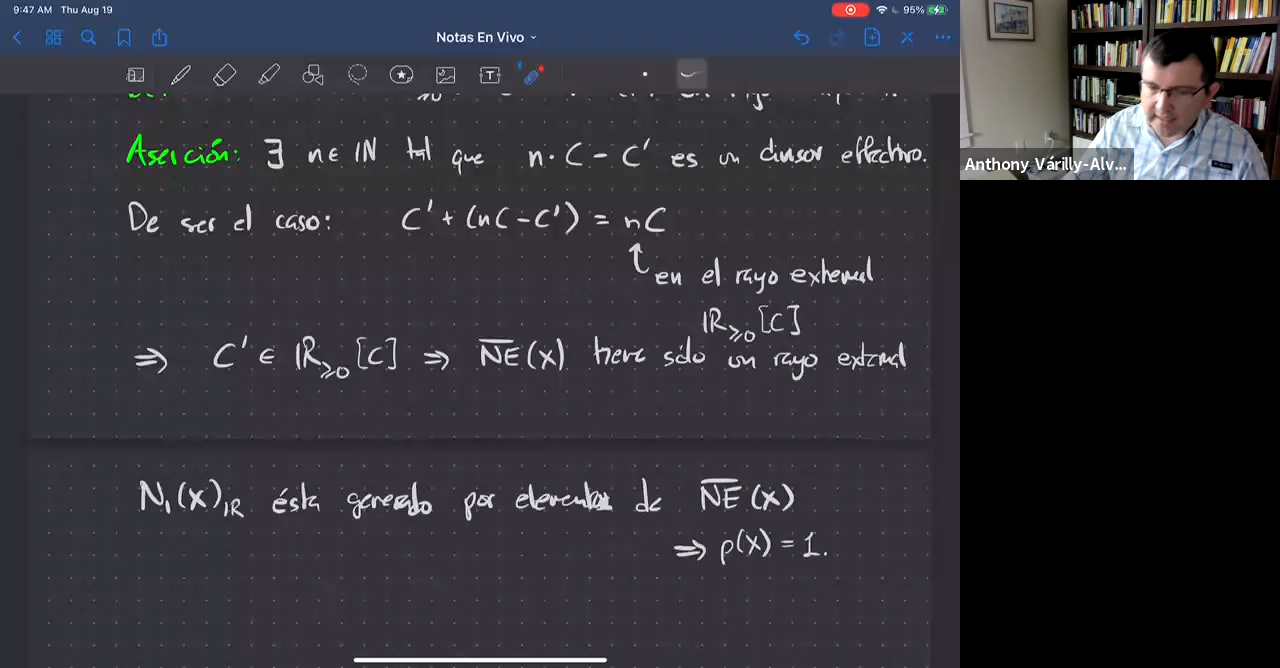 9:47 AM Thu Aug 19
95%
Notas En Vivo
Anthony Várilly-Alv...
Aserción: ∃ n ∈ ℕ tal que n · C - C' es un divisor effectivo.
De ser el caso: C' + (nC - C') = nC
↑ en el rayo extremal
ℝ≥0 [C]
⇒ C' ∈ ℝ≥0 [C] ⇒ N̅E̅(X) tiene sólo un rayo extremal
N₁(X)ℝ ésta generado por elementos de N̅E̅(X)
⇒ ρ(X) = 1.